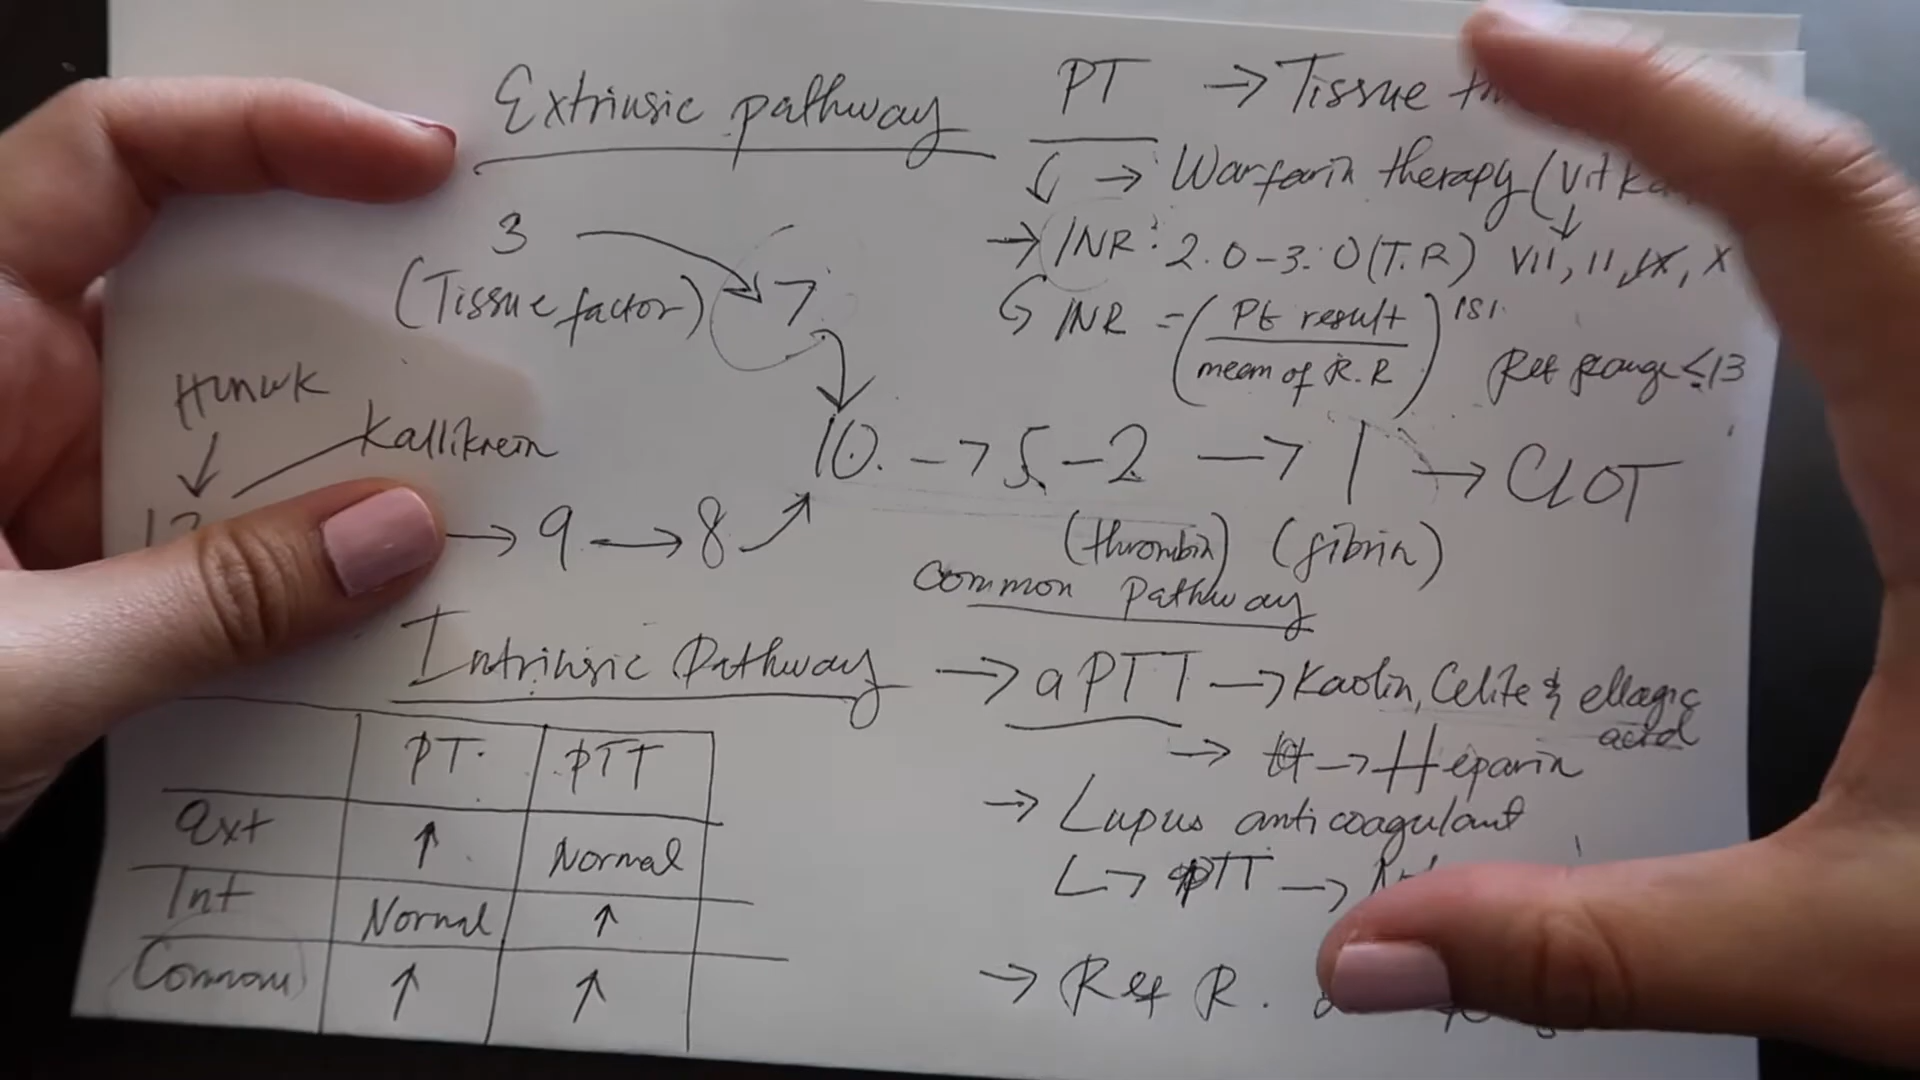 Extrinsic pathway
PT → Tissue
↓ → Warfarin therapy (Vit K
↓
→ INR: 2.0-3.0 (T.R) VII, II, IX, X
INR = (Pt result / mean of R.R) ISI
Ref Range ≤13
3 → 7
(Tissue factor)
HMWK
↓
Kallikrein
→ 9 → 8
10 → 5-2 → 1 → CLOT
(thrombin) (fibrin)
Common Pathway
Intrinsic Pathway → aPTT → Kaolin, Celite & ellagic
acid
→ Heparin
→ Lupus anticoagulant
↳ PTT →
→ Ref R.
PT PTT
Ext ↑ Normal
Int Normal ↑
Common ↑ ↑